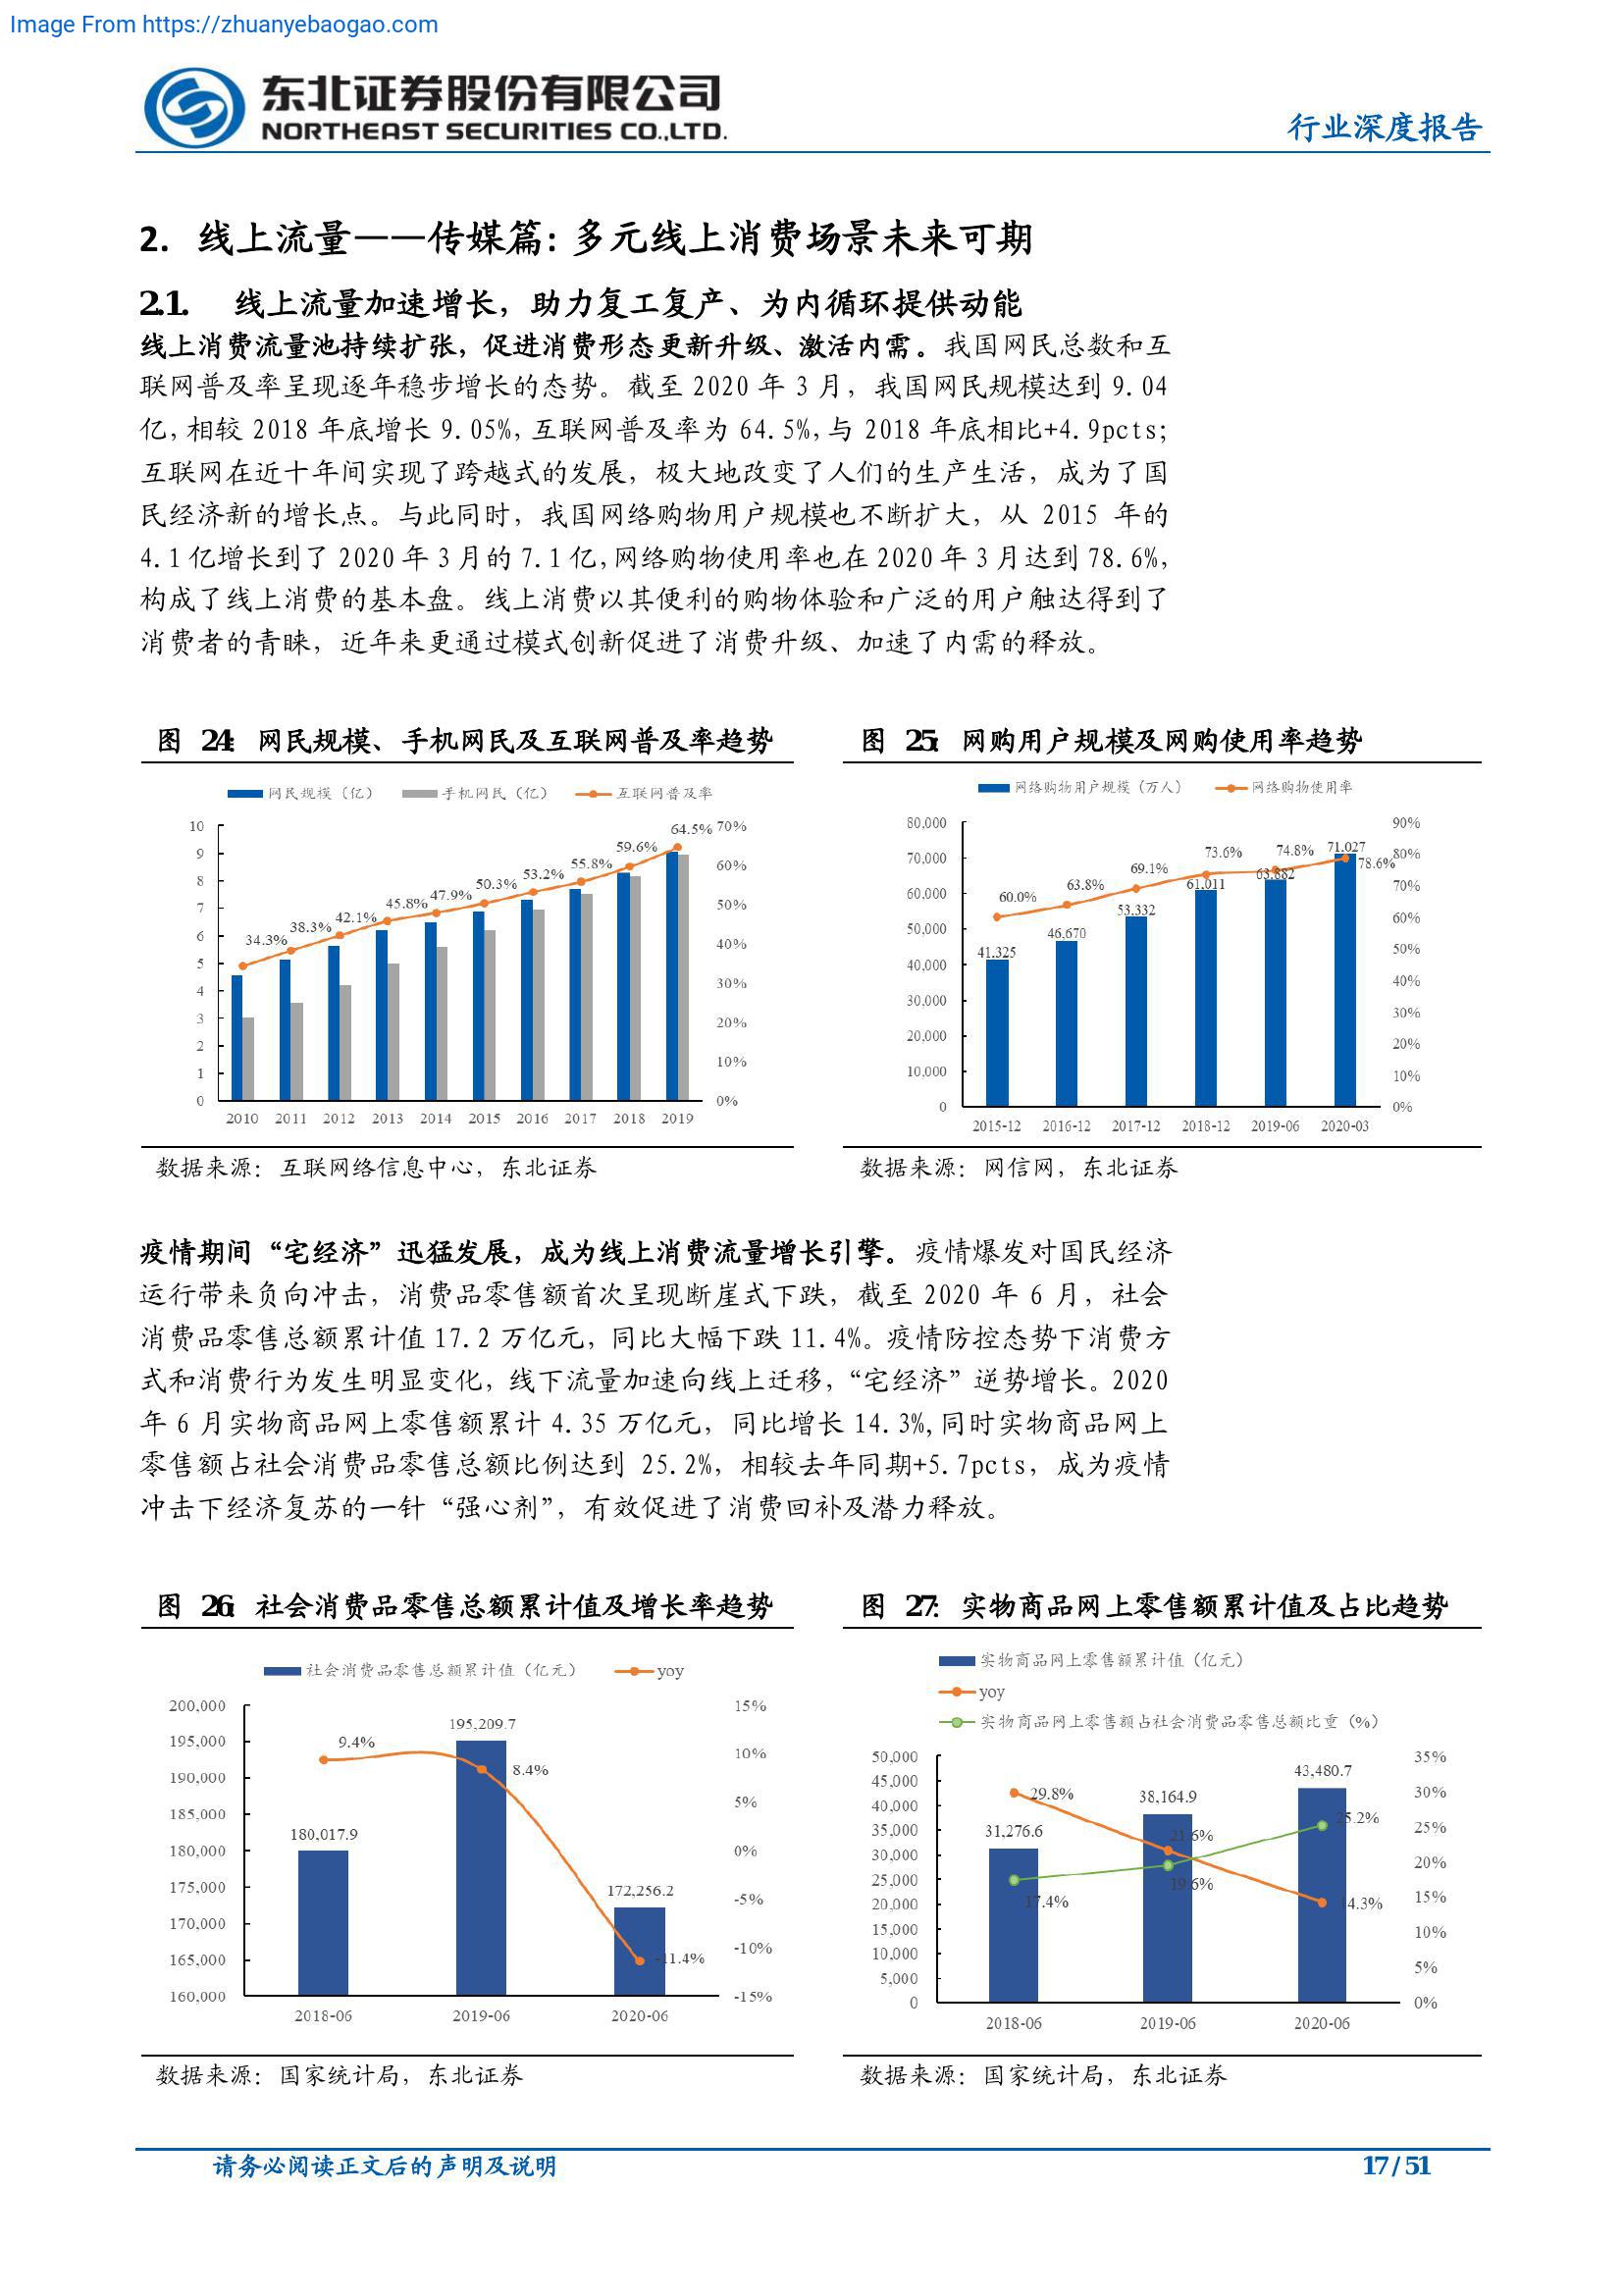 Image From https://zhuanyebaogao.com
东北证券股份有限公司
NORTHEAST SECURITIES CO.,LTD.
行业深度报告
2. 线上流量——传媒篇：多元线上消费场景未来可期
2.1. 线上流量加速增长，助力复工复产、为内循环提供动能
线上消费流量池持续扩张，促进消费形态更新升级、激活内需。我国网民总数和互
联网普及率呈现逐年稳步增长的态势。截至 2020 年 3 月，我国网民规模达到 9.04
亿，相较 2018 年底增长 9.05%，互联网普及率为 64.5%，与 2018 年底相比+4.9pcts；
互联网在近十年间实现了跨越式的发展，极大地改变了人们的生产生活，成为了国
民经济新的增长点。与此同时，我国网络购物用户规模也不断扩大，从 2015 年的
4.1 亿增长到了 2020 年 3 月的 7.1 亿，网络购物使用率也在 2020 年 3 月达到 78.6%，
构成了线上消费的基本盘。线上消费以其便利的购物体验和广泛的用户触达得到了
消费者的青睐，近年来更通过模式创新促进了消费升级、加速了内需的释放。
图 24：网民规模、手机网民及互联网普及率趋势
网民规模（亿） 手机网民（亿） 互联网普及率
10
9
8
7
6
5
4
3
2
1
0
34.3%
38.3%
42.1%
45.8%
47.9%
50.3%
53.2%
55.8%
59.6%
64.5%
70%
60%
50%
40%
30%
20%
10%
0%
2010 2011 2012 2013 2014 2015 2016 2017 2018 2019
数据来源：互联网络信息中心，东北证券
图 25：网购用户规模及网购使用率趋势
网络购物用户规模（万人） 网络购物使用率
80,000
70,000
60,000
50,000
40,000
30,000
20,000
10,000
0
60.0%
63.8%
69.1%
73.6%
74.8%
78.6%
41,325
46,670
53,332
61,011
63,882
71,027
90%
80%
70%
60%
50%
40%
30%
20%
10%
0%
2015-12 2016-12 2017-12 2018-12 2019-06 2020-03
数据来源：网信网，东北证券
疫情期间“宅经济”迅猛发展，成为线上消费流量增长引擎。疫情爆发对国民经济
运行带来负向冲击，消费品零售额首次呈现断崖式下跌，截至 2020 年 6 月，社会
消费品零售总额累计值 17.2 万亿元，同比大幅下跌 11.4%。疫情防控态势下消费方
式和消费行为发生明显变化，线下流量加速向线上迁移，“宅经济”逆势增长。2020
年 6 月实物商品网上零售额累计 4.35 万亿元，同比增长 14.3%，同时实物商品网上
零售额占社会消费品零售总额比例达到 25.2%，相较去年同期+5.7pcts，成为疫情
冲击下经济复苏的一针“强心剂”，有效促进了消费回补及潜力释放。
图 26：社会消费品零售总额累计值及增长率趋势
社会消费品零售总额累计值（亿元） yoy
200,000
195,000
190,000
185,000
180,000
175,000
170,000
165,000
160,000
9.4%
8.4%
-11.4%
180,017.9
195,209.7
172,256.2
15%
10%
5%
0%
-5%
-10%
-15%
2018-06 2019-06 2020-06
数据来源：国家统计局，东北证券
图 27：实物商品网上零售额累计值及占比趋势
实物商品网上零售额累计值（亿元）
yoy
实物商品网上零售额占社会消费品零售总额比重（%）
50,000
45,000
40,000
35,000
30,000
25,000
20,000
15,000
10,000
5,000
0
31,276.6
38,164.9
43,480.7
29.8%
21.6%
14.3%
17.4%
19.6%
25.2%
35%
30%
25%
20%
15%
10%
5%
0%
2018-06 2019-06 2020-06
数据来源：国家统计局，东北证券
请务必阅读正文后的声明及说明
17 / 51